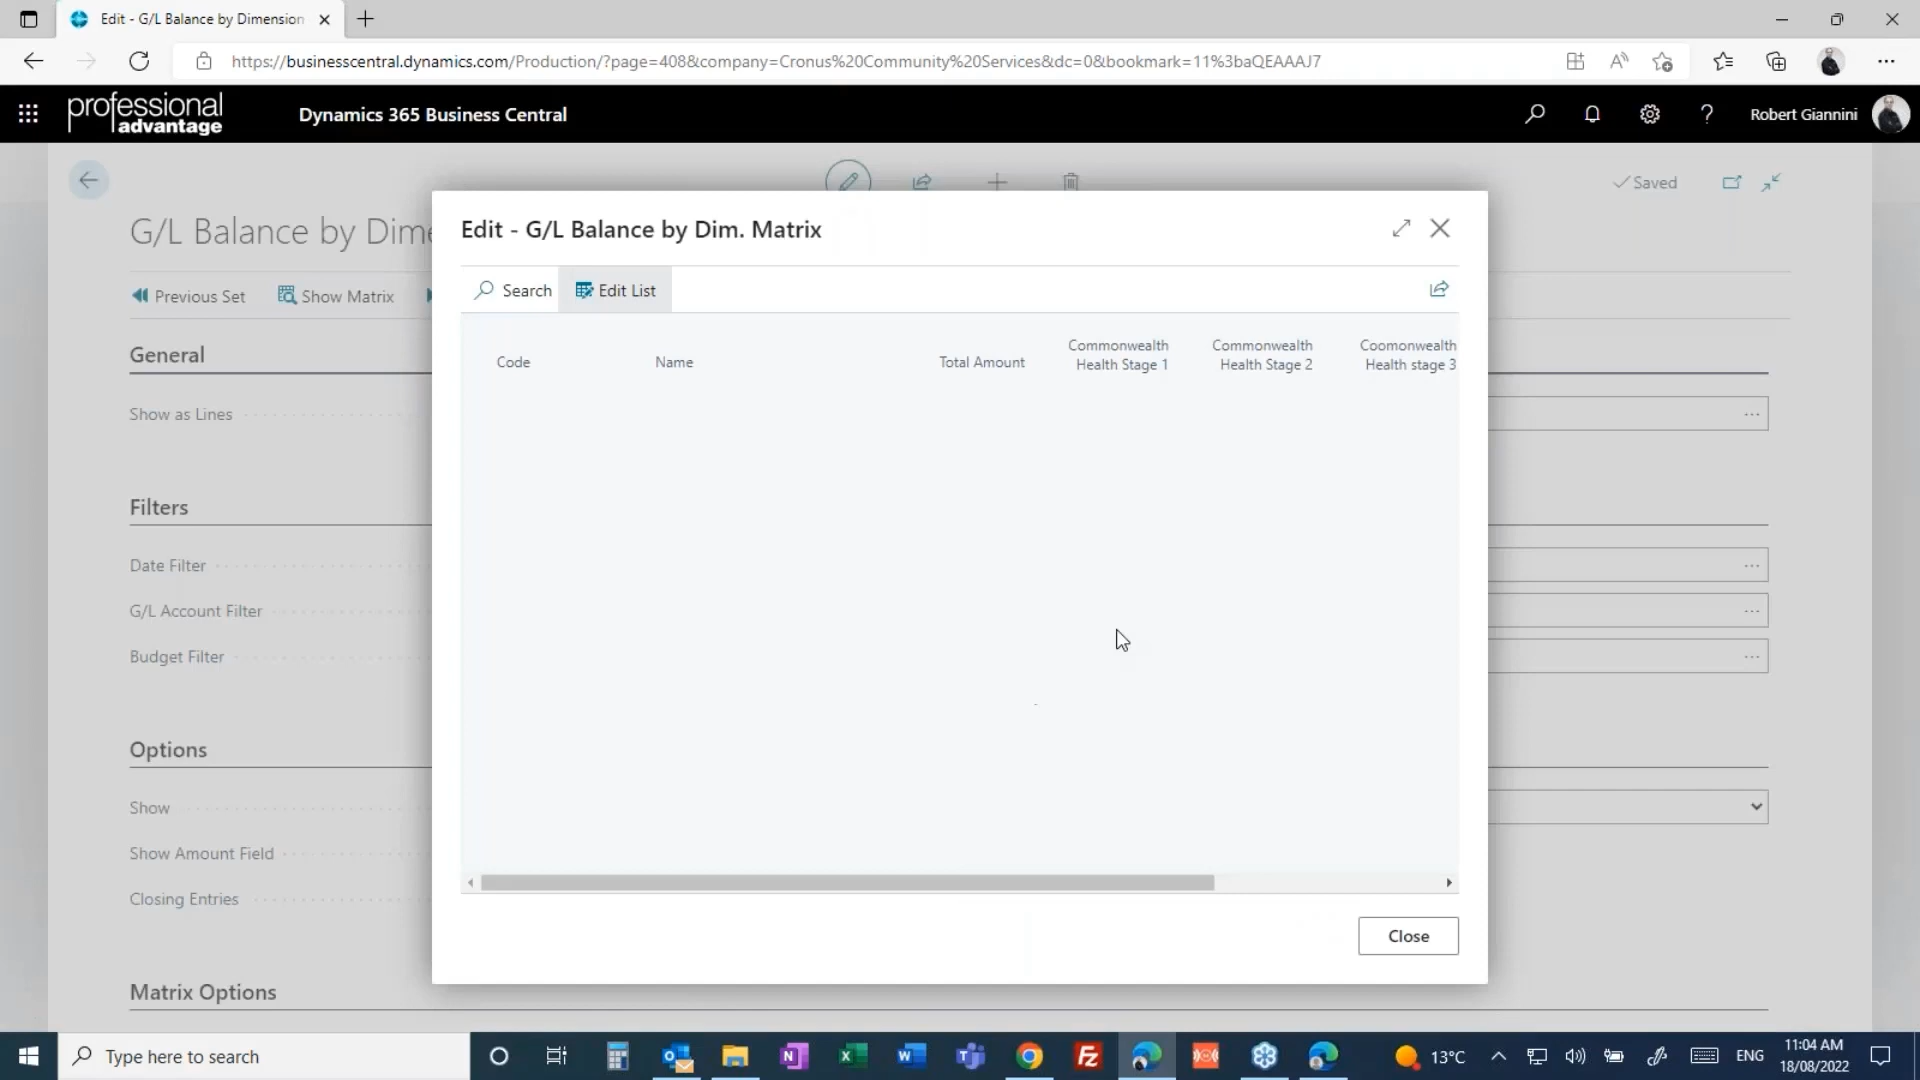 Edit - G/L Balance by Dimension
https://businesscentral.dynamics.com/Production/?page=408&company=Cronus%20Community%20Services&dc=0&bookmark=11%3baQEAAAJ7
professional
advantage
Dynamics 365 Business Central
Robert Giannini
Saved
G/L Balance by Dim
Previous Set
Show Matrix
General
Show as Lines
Filters
Date Filter
G/L Account Filter
Budget Filter
Options
Show
Show Amount Field
Closing Entries
Matrix Options
Edit - G/L Balance by Dim. Matrix
Search
Edit List
Code
Name
Total Amount
Commonwealth
Health Stage 1
Commonwealth
Health Stage 2
Coomonwealth
Health stage 3
Close
Type here to search
13°C
ENG
11:04 AM
18/08/2022